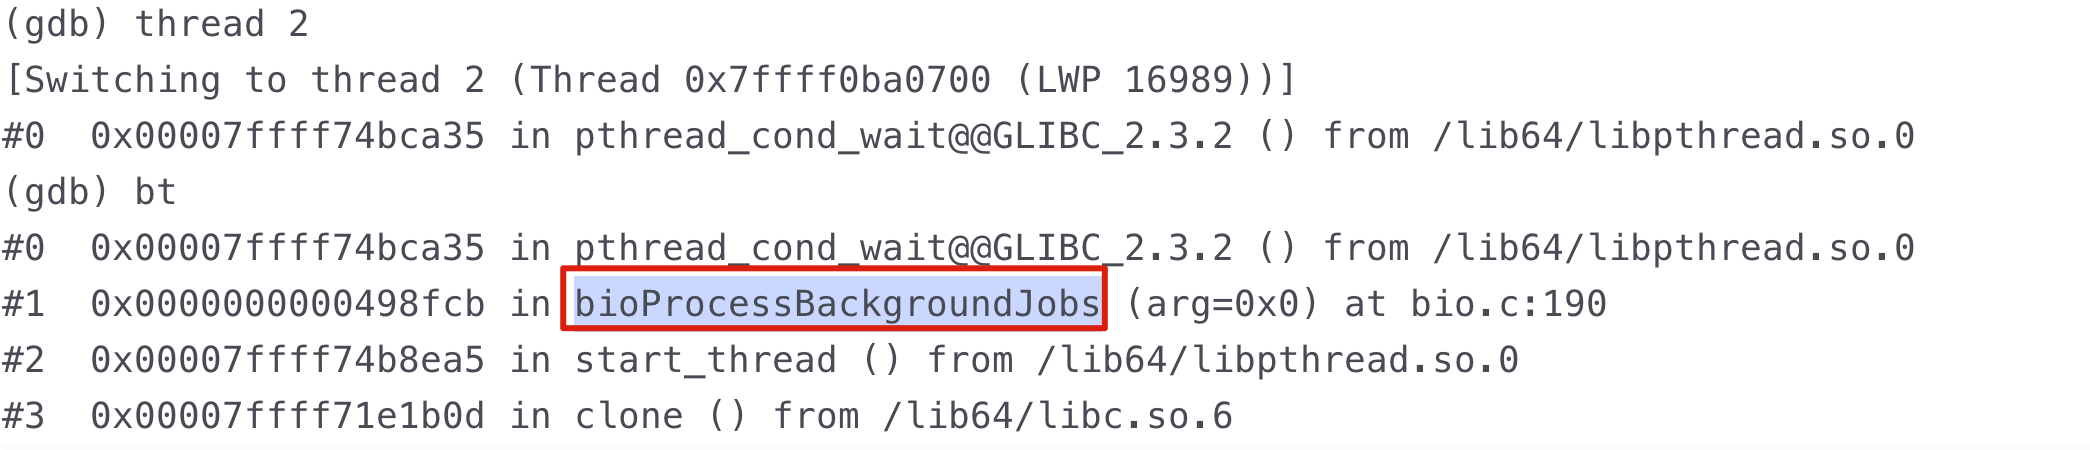 (gdb) thread 2
[Switching to thread 2 (Thread 0x7ffff0ba0700 (LWP 16989))]
#0  0x00007ffff74bca35 in pthread_cond_wait@@GLIBC_2.3.2 () from /lib64/libpthread.so.0
(gdb) bt
#0  0x00007ffff74bca35 in pthread_cond_wait@@GLIBC_2.3.2 () from /lib64/libpthread.so.0
#1  0x0000000000498fcb in bioProcessBackgroundJobs (arg=0x0) at bio.c:190
#2  0x00007ffff74b8ea5 in start_thread () from /lib64/libpthread.so.0
#3  0x00007ffff71e1b0d in clone () from /lib64/libc.so.6